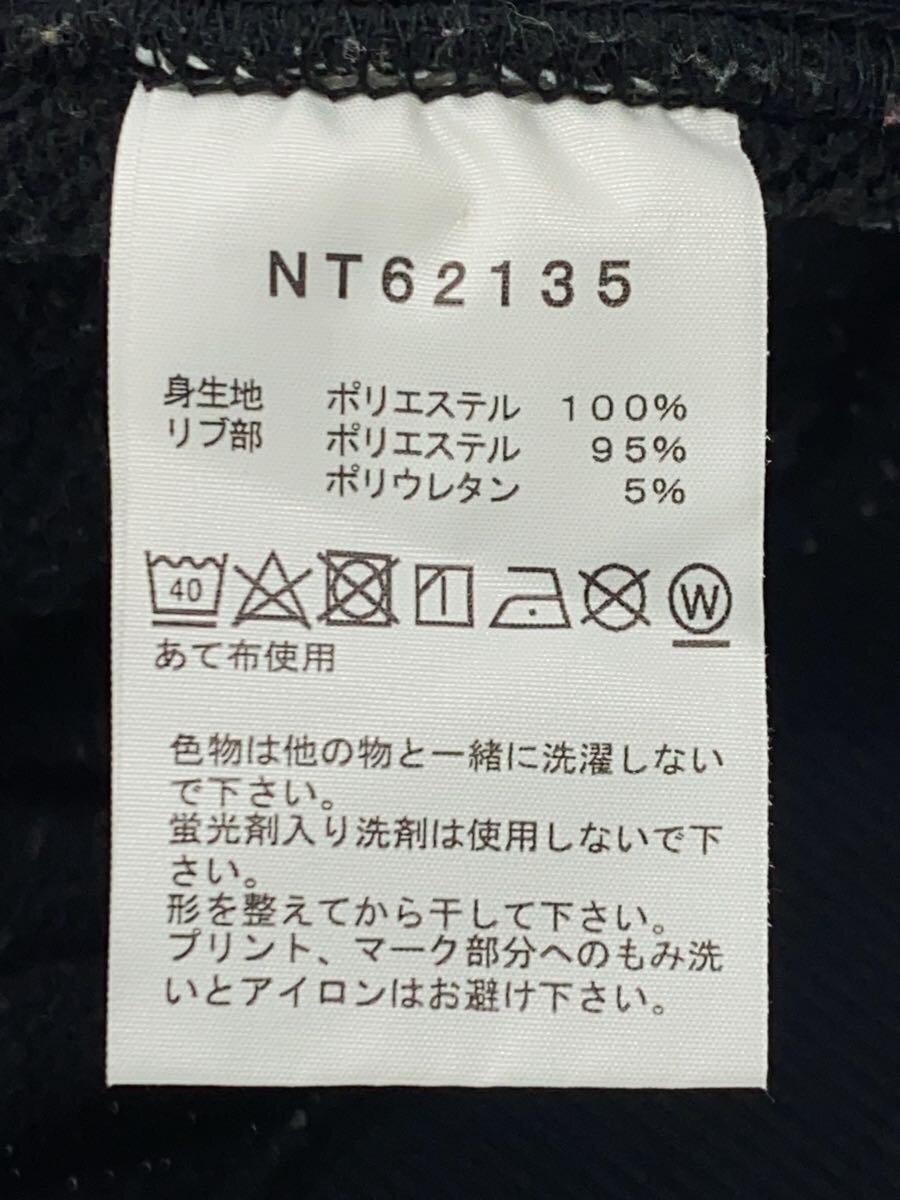 NT62135
身生地 ポリエステル 100%
リブ部 ポリエステル 95%
ポリウレタン 5%
40 W
あて布使用
色物は他の物と一緒に洗濯しない
で下さい。
蛍光剤入り洗剤は使用しないで下
さい。
形を整えてから干して下さい。
プリント、マーク部分へのもみ洗
いとアイロンはお避け下さい。